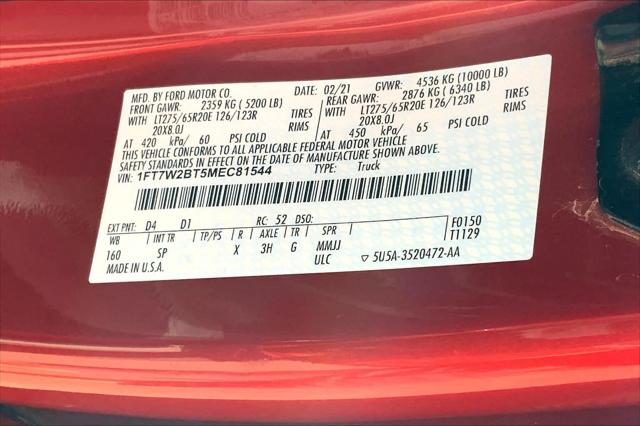 MFD. BY FORD MOTOR CO. DATE: 02/21 GVWR: 4536 KG (10000 LB)
FRONT GAWR: 2359 KG (5200 LB) REAR GAWR: 2876 KG (6340 LB)
WITH LT275/65R20E 126/123R TIRES WITH LT275/65R20E 126/123R TIRES
20X8.0J RIMS 20X8.0J RIMS
AT 420 kPa/ 60 PSI COLD AT 450 kPa/ 65 PSI COLD
THIS VEHICLE CONFORMS TO ALL APPLICABLE FEDERAL MOTOR VEHICLE
SAFETY STANDARDS IN EFFECT ON THE DATE OF MANUFACTURE SHOWN ABOVE.
VIN: 1FT7W2BT5MEC81544 TYPE: Truck
EXT PNT: D4 D1 RC: 52 DSO: F0150
WB INT TR TP/PS R AXLE TR SPR T1129
160 SP X 3H G MMJJ
MADE IN U.S.A. ULC ▽ 5U5A-3520472-AA